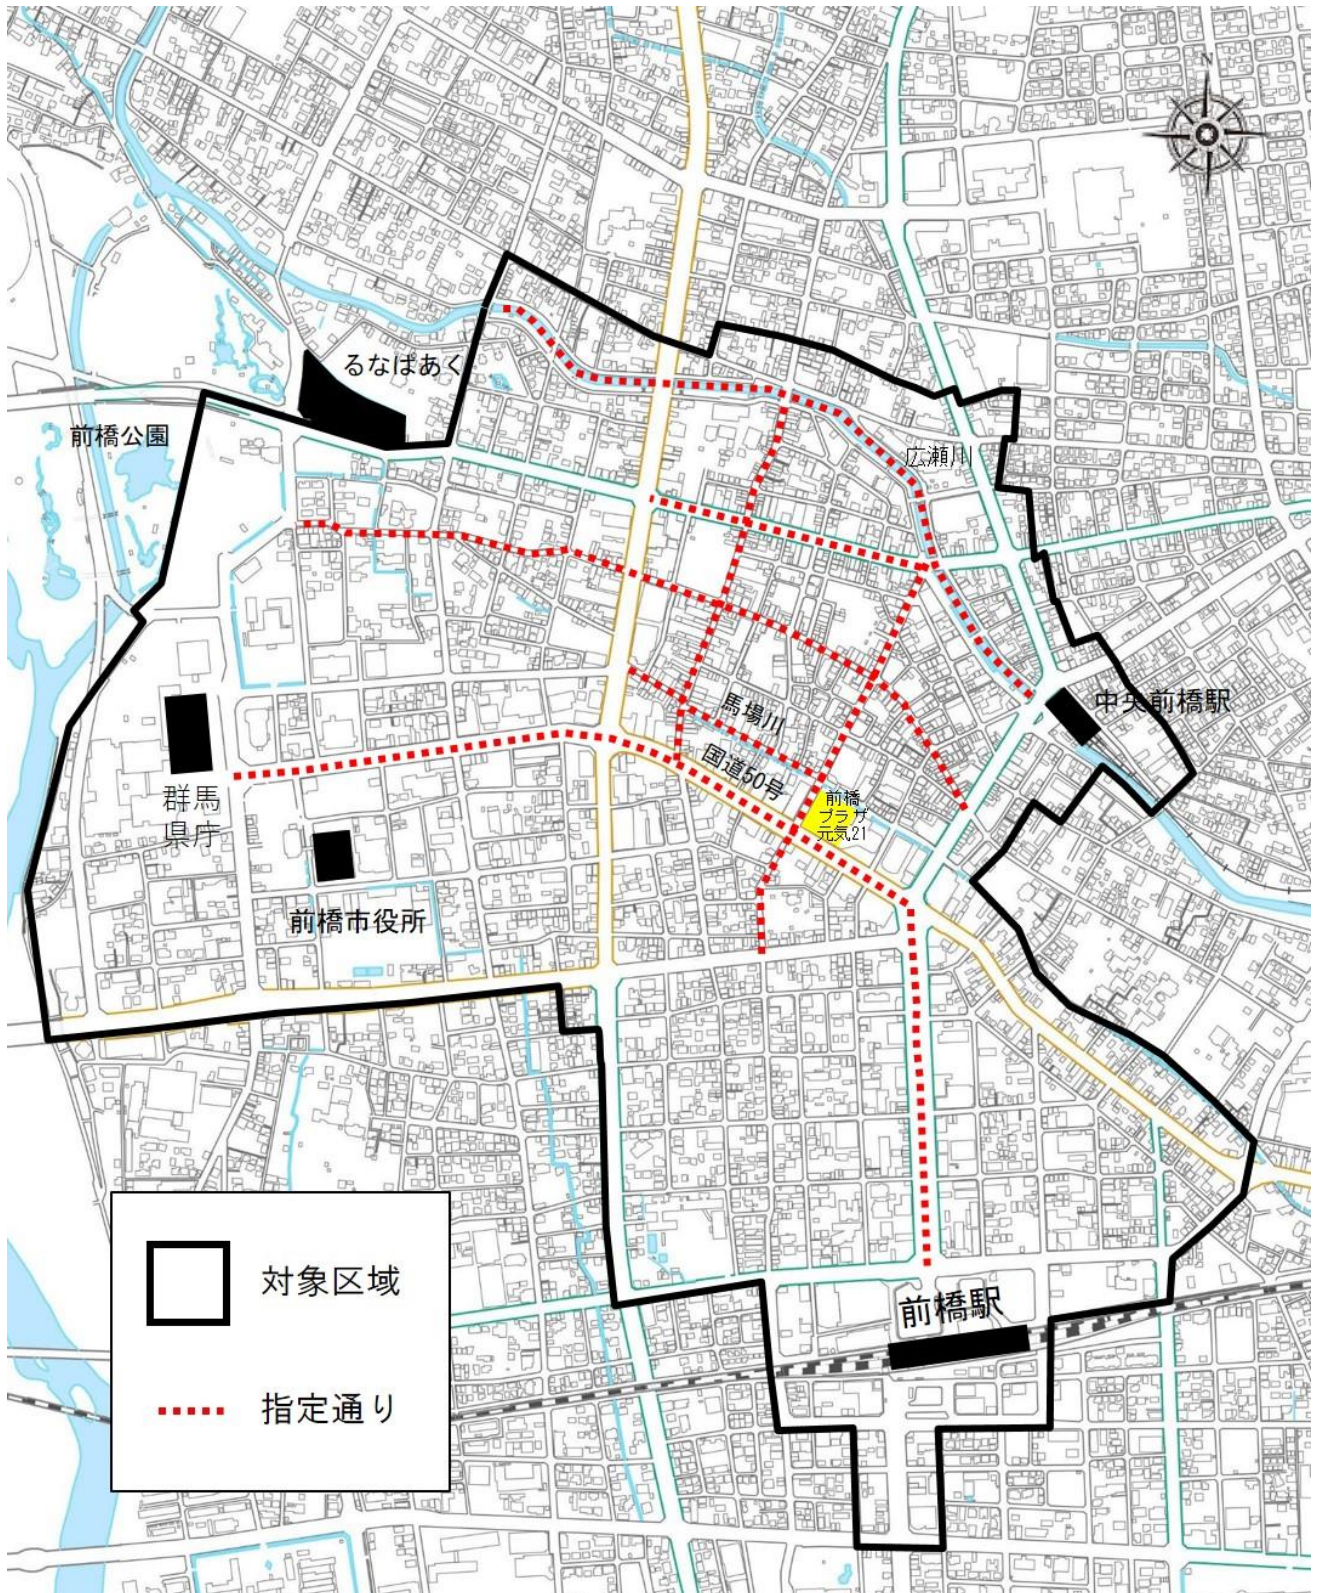 N
るなぱあく
前橋公園
広瀬川
中央前橋駅
馬場川
国道50号
群馬
県庁
前橋
プラザ
元気21
前橋市役所
対象区域
前橋駅
指定通り